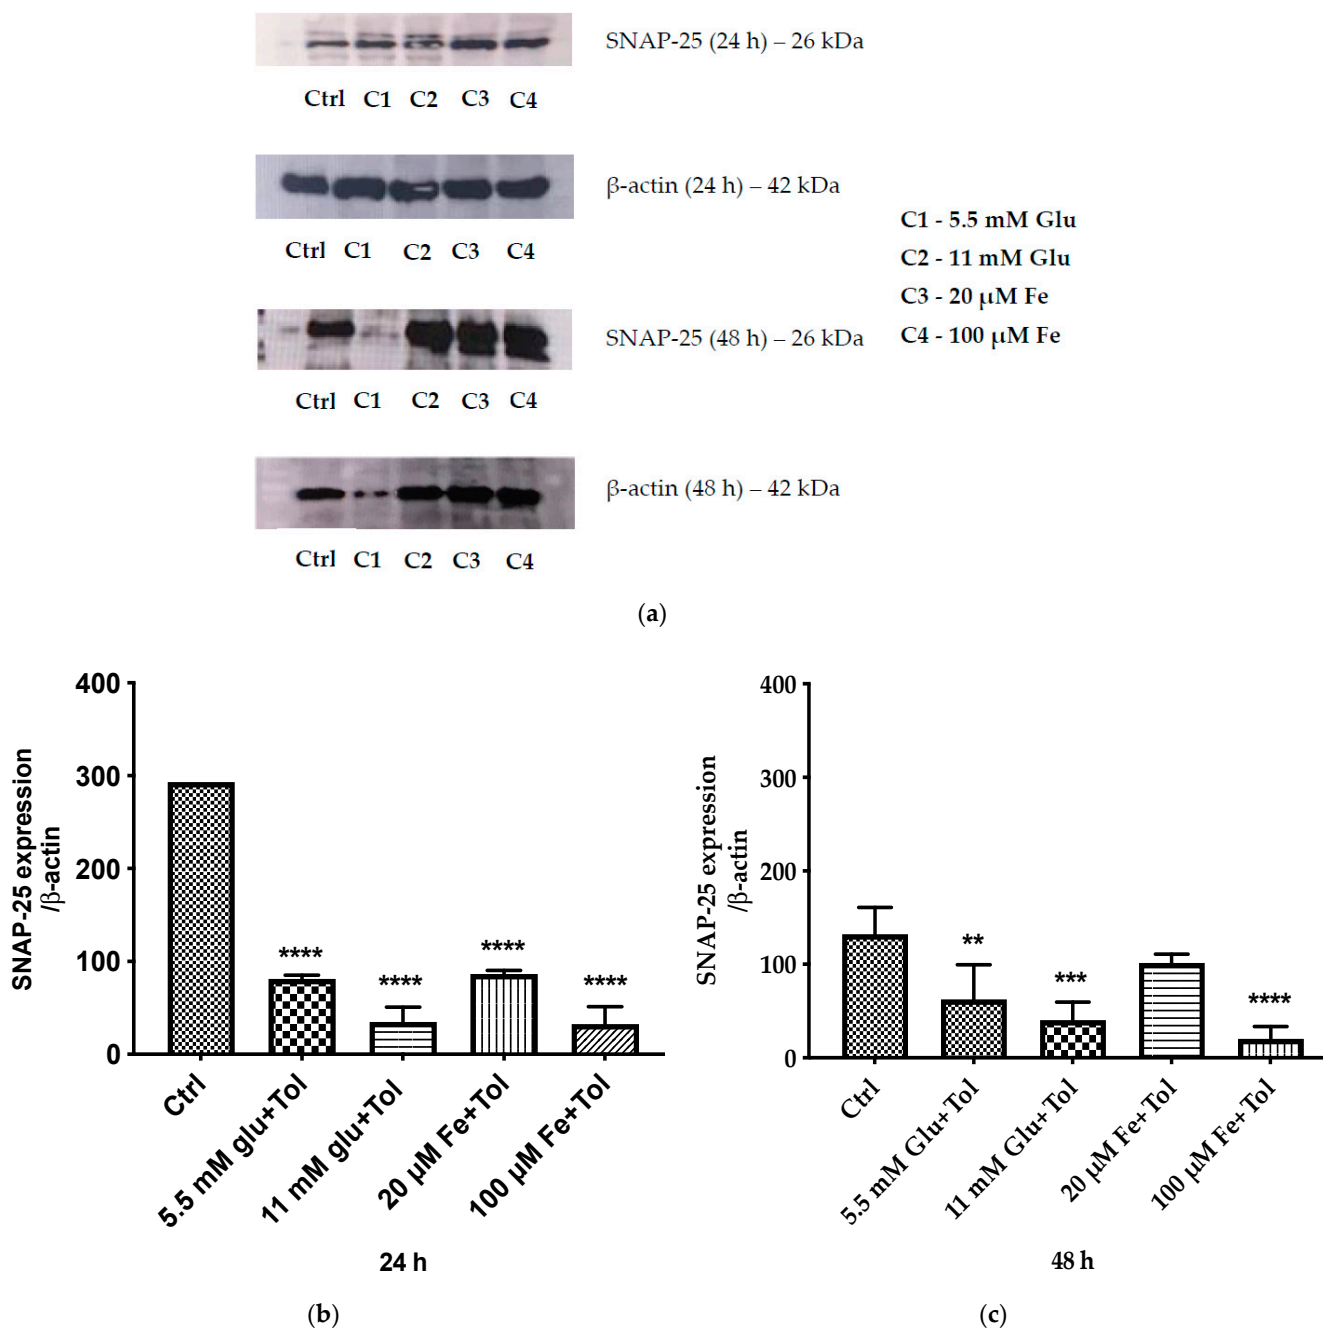 SNAP-25 (24 h) – 26 kDa
Ctrl C1 C2 C3 C4
β-actin (24 h) – 42 kDa
Ctrl C1 C2 C3 C4
C1 - 5.5 mM Glu
C2 - 11 mM Glu
C3 - 20 μM Fe
C4 - 100 μM Fe
SNAP-25 (48 h) – 26 kDa
Ctrl C1 C2 C3 C4
β-actin (48 h) – 42 kDa
Ctrl C1 C2 C3 C4
(a)
SNAP-25 expression
/β-actin
400
300
200
100
0
****
****
****
****
Ctrl
5.5 mM glu+Tol
11 mM glu+Tol
20 μM Fe+Tol
100 μM Fe+Tol
24 h
(b)
SNAP-25 expression
/β-actin
400
300
200
100
0
**
***
****
Ctrl
5.5 mM Glu+Tol
11 mM Glu+Tol
20 μM Fe+Tol
100 μM Fe+Tol
48 h
(c)